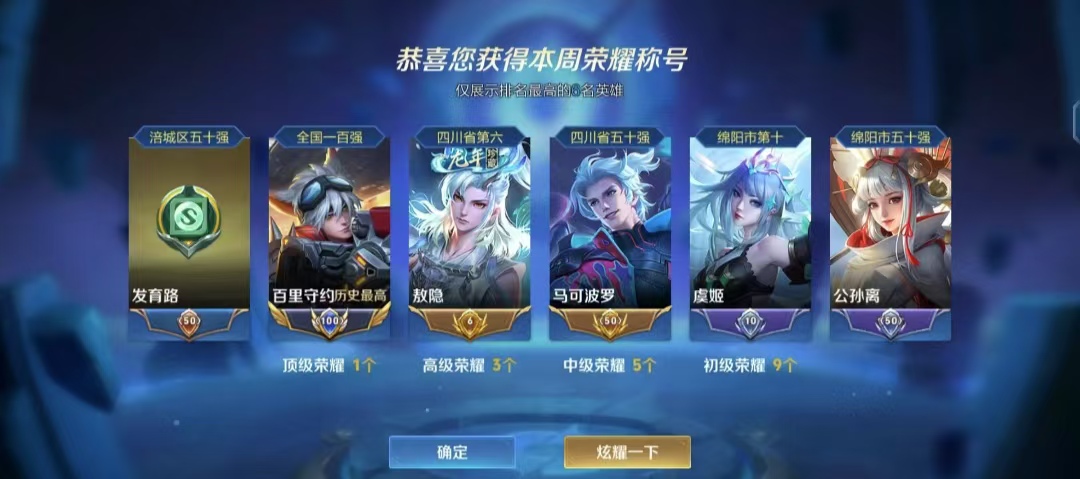 恭喜您获得本周荣耀称号
仅展示排名最高的6名英雄
涪城区五十强
全国一百强
四川省第六
四川省五十强
绵阳市第十
绵阳市五十强
龙年
发育路
百里守约 历史最高
敖隐
马可波罗
虞姬
公孙离
50
100
6
50
10
50
顶级荣耀 1个
高级荣耀 3个
中级荣耀 5个
初级荣耀 9个
确定
炫耀一下